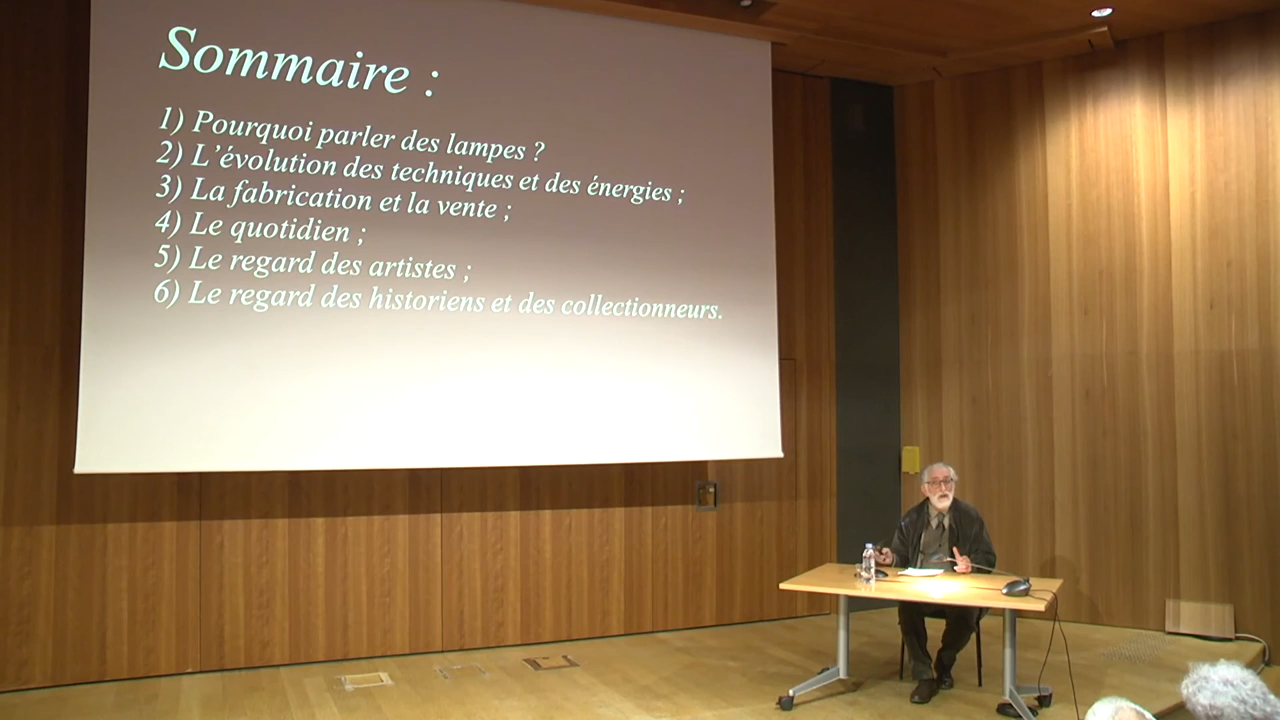 Sommaire :
1) Pourquoi parler des lampes ?
2) L’évolution des techniques et des énergies ;
3) La fabrication et la vente ;
4) Le quotidien ;
5) Le regard des artistes ;
6) Le regard des historiens et des collectionneurs.